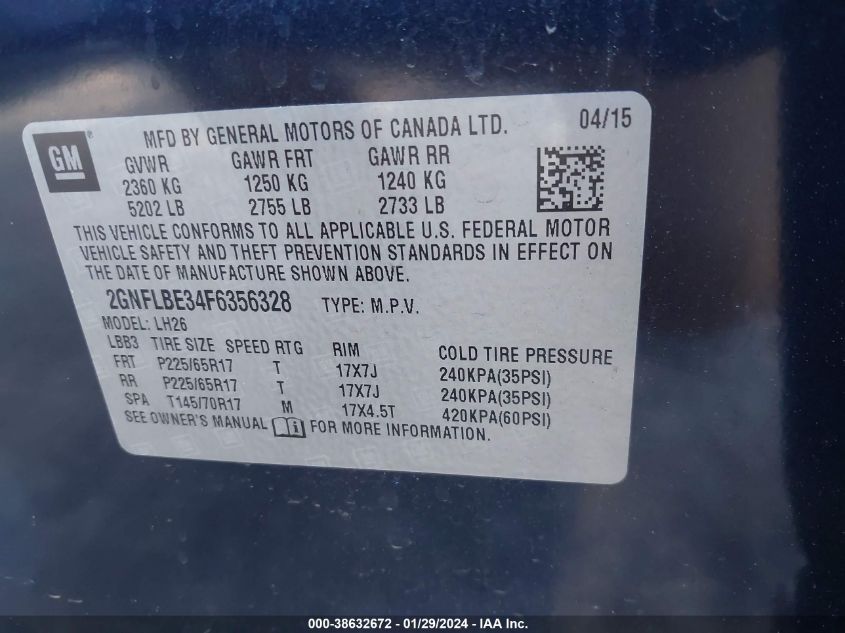 GM®
MFD BY GENERAL MOTORS OF CANADA LTD. 04/15
GVWR GAWR FRT GAWR RR
2360 KG 1250 KG 1240 KG
5202 LB 2755 LB 2733 LB
THIS VEHICLE CONFORMS TO ALL APPLICABLE U.S. FEDERAL MOTOR
VEHICLE SAFETY AND THEFT PREVENTION STANDARDS IN EFFECT ON
THE DATE OF MANUFACTURE SHOWN ABOVE.
2GNFLBE34F6356328 TYPE: M.P.V.
MODEL: LH26
LBB3 TIRE SIZE SPEED RTG RIM COLD TIRE PRESSURE
FRT P225/65R17 T 17X7J 240KPA(35PSI)
RR P225/65R17 T 17X7J 240KPA(35PSI)
SPA T145/70R17 M 17X4.5T 420KPA(60PSI)
SEE OWNER'S MANUAL i FOR MORE INFORMATION.
000-38632672 / 01/29/2024 - IAA Inc.